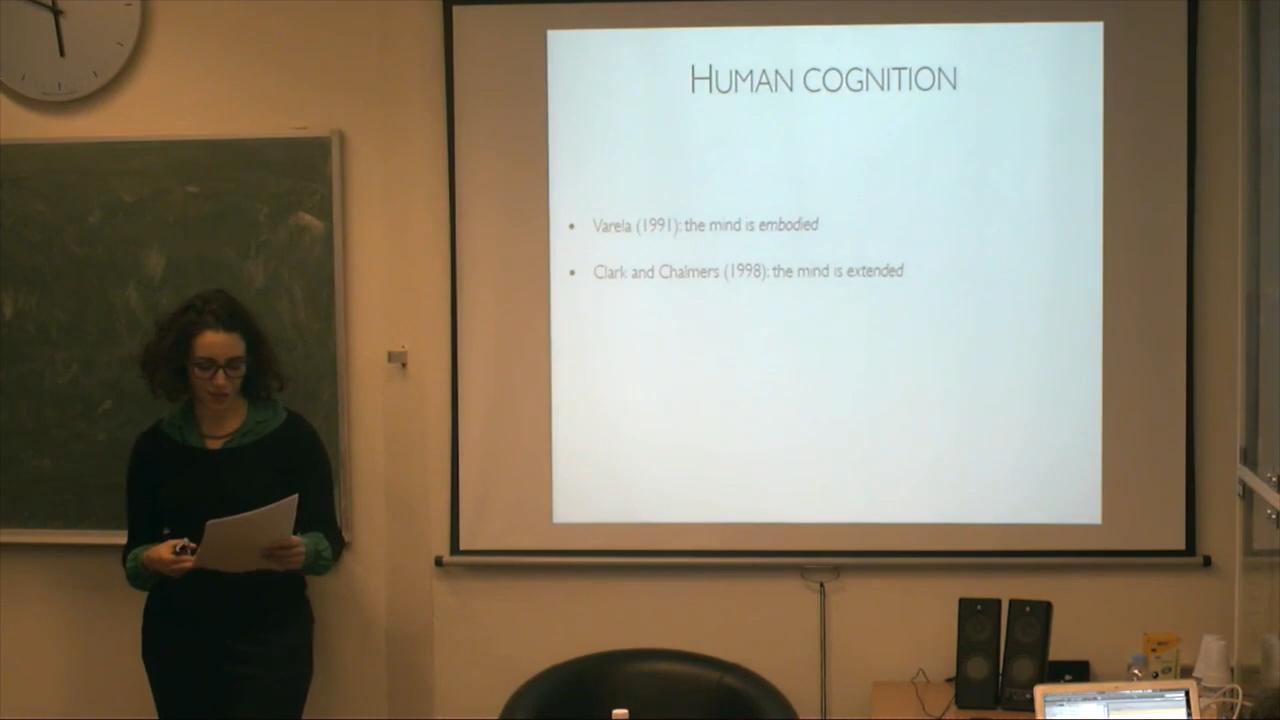 HUMAN COGNITION
• Varela (1991): the mind is embodied
• Clark and Chalmers (1998): the mind is extended